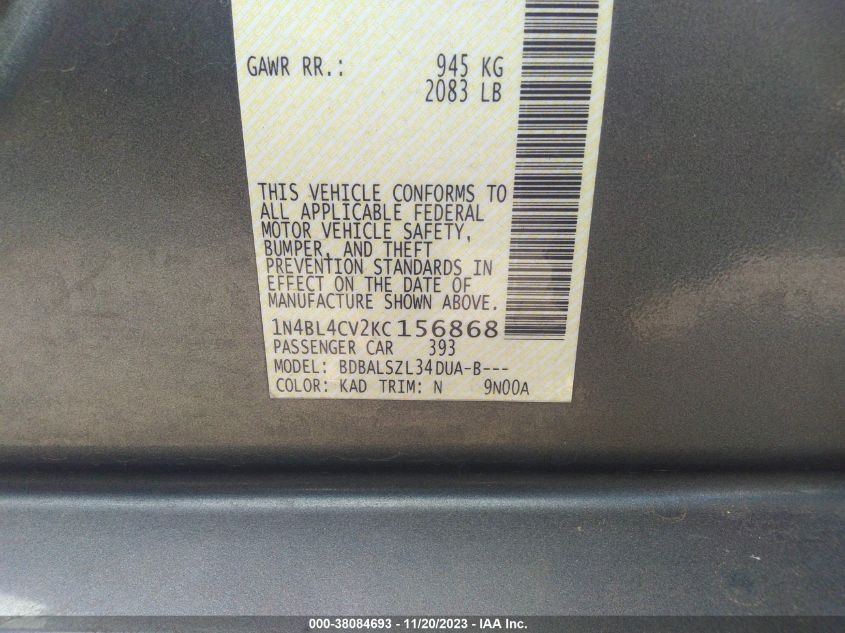 GAWR RR.: 945 KG
2083 LB
THIS VEHICLE CONFORMS TO
ALL APPLICABLE FEDERAL
MOTOR VEHICLE SAFETY,
BUMPER, AND THEFT
PREVENTION STANDARDS IN
EFFECT ON THE DATE OF
MANUFACTURE SHOWN ABOVE.
1N4BL4CV2KC156868
PASSENGER CAR 393
MODEL: BDBALSZL34DUA-B---
COLOR: KAD TRIM: N 9N00A
000-38084693 - 11/20/2023 - IAA Inc.